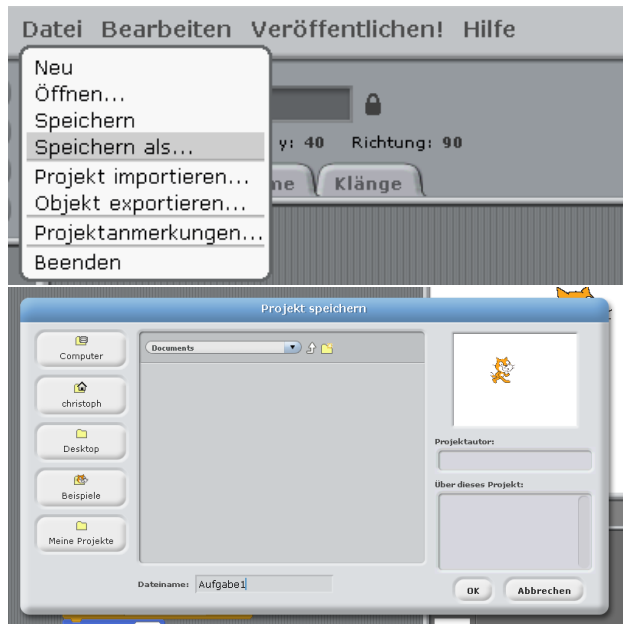 Datei Bearbeiten Veröffentlichen! Hilfe
Neu
Öffnen...
Speichern
Speichern als...
Projekt importieren...
Objekt exportieren...
Projektanmerkungen...
Beenden
y: 40 Richtung: 90
me Klänge
Projekt speichern
Computer
christoph
Desktop
Beispiele
Meine Projekte
Documents
Dateiname: Aufgabe1
Projektautor:
Über dieses Projekt:
OK Abbrechen